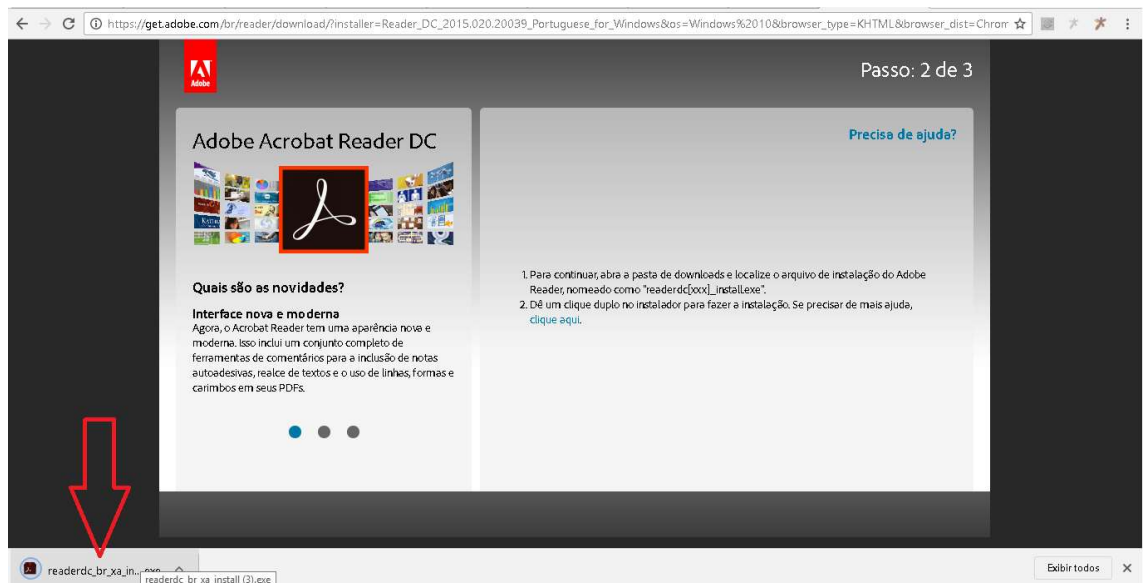 https://get.adobe.com/br/reader/download/?installer=Reader_DC_2015.020.20039_Portuguese_for_Windows&os=Windows%2010&browser_type=KHTML&browser_dist=Chrom
Adobe
Passo: 2 de 3
Adobe Acrobat Reader DC
Quais são as novidades?
Interface nova e moderna
Agora, o Acrobat Reader tem uma aparência nova e
moderna. Isso inclui um conjunto completo de
ferramentas de comentários para a inclusão de notas
autoadesivas, realce de textos e o uso de linhas, formas e
carimbos em seus PDFs.
Precisa de ajuda?
1. Para continuar, abra a pasta de downloads e localize o arquivo de instalação do Adobe
Reader, nomeado como "readerdc[xxx]_install.exe".
2. Dê um clique duplo no instalador para fazer a instalação. Se precisar de mais ajuda,
clique aqui.
readerdc_br_xa_in....exe
readerdc_br_xa_install (3).exe
Exibir todos